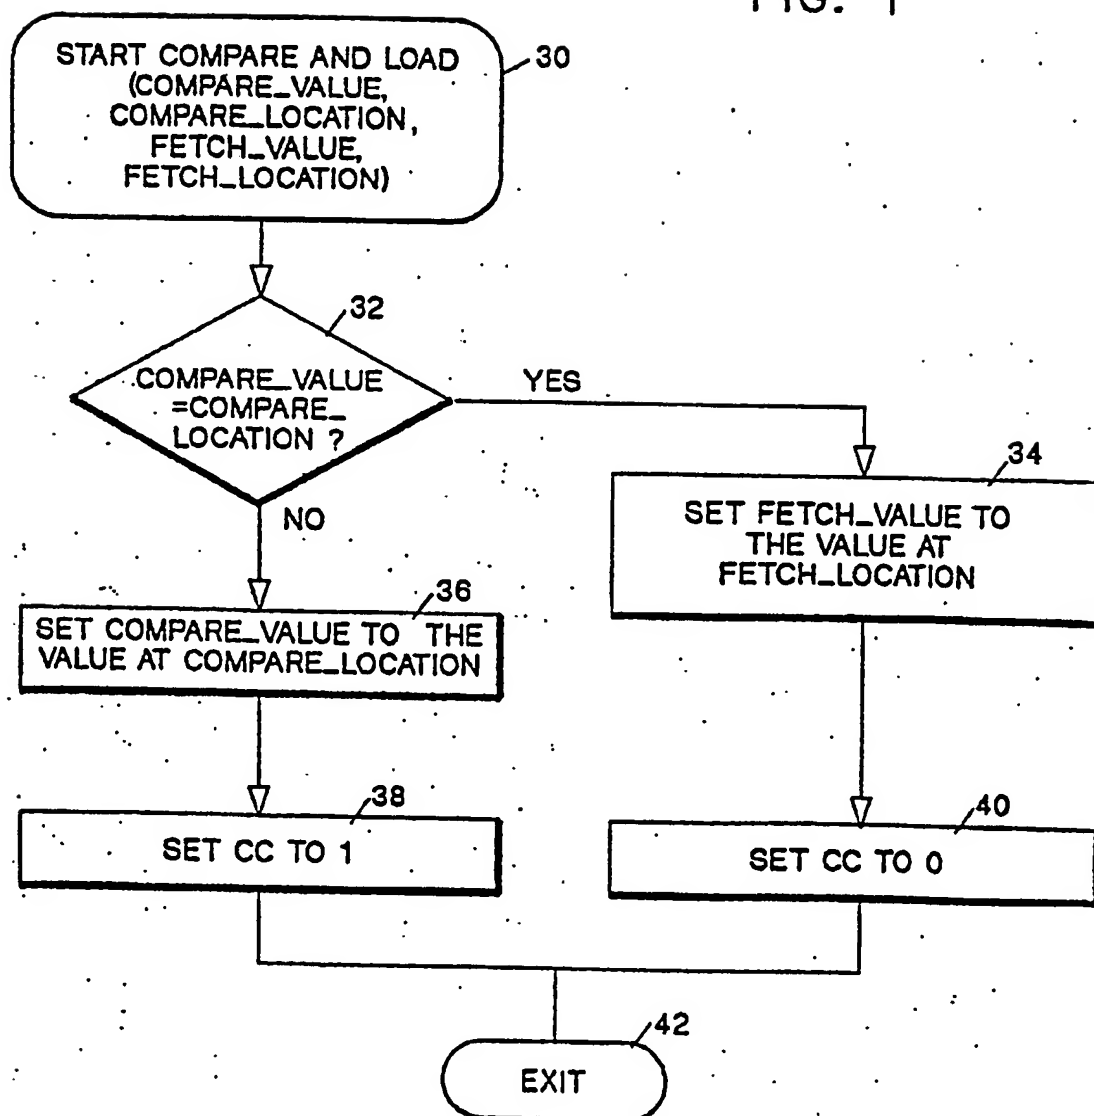 FIG. 1
START COMPARE AND LOAD
(COMPARE_VALUE,
COMPARE_LOCATION,
FETCH_VALUE,
FETCH_LOCATION)
30
32
COMPARE_VALUE
=COMPARE_
LOCATION ?
YES
NO
34
SET FETCH_VALUE TO
THE VALUE AT
FETCH_LOCATION
36
SET COMPARE_VALUE TO THE
VALUE AT COMPARE_LOCATION
38
SET CC TO 1
40
SET CC TO 0
42
EXIT